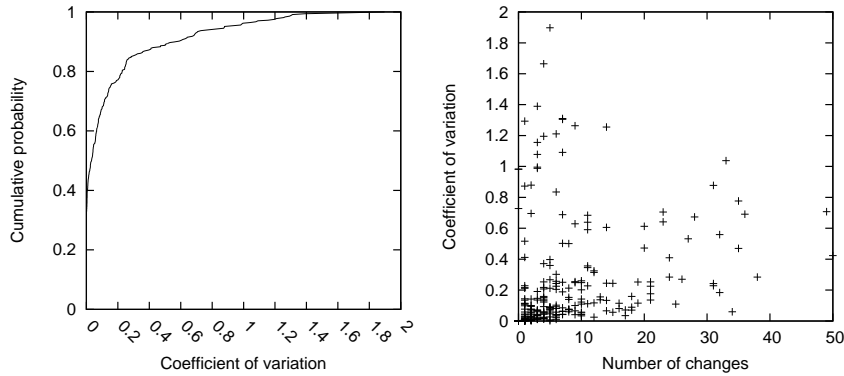 1
0.8
0.6
0.4
0.2
0
Cumulative probability
0 0.2 0.4 0.6 0.8 1 1.2 1.4 1.6 1.8 2
Coefficient of variation
2
1.8
1.6
1.4
1.2
1
0.8
0.6
0.4
0.2
0
Coefficient of variation
0 10 20 30 40 50
Number of changes